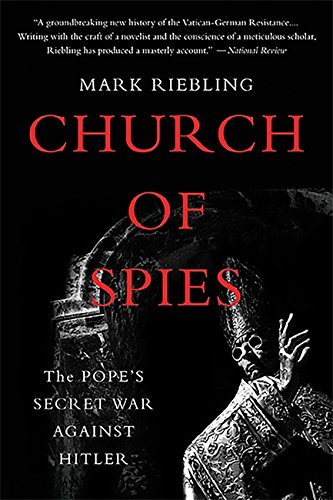 “A groundbreaking new history of the Vatican-German Resistance....
Writing with the craft of a novelist and the conscience of a meticulous scholar,
Riebling has produced a masterly account.” — National Review
MARK RIEBLING
CHURCH
OF
SPIES
The POPE’S
SECRET WAR
AGAINST
HITLER